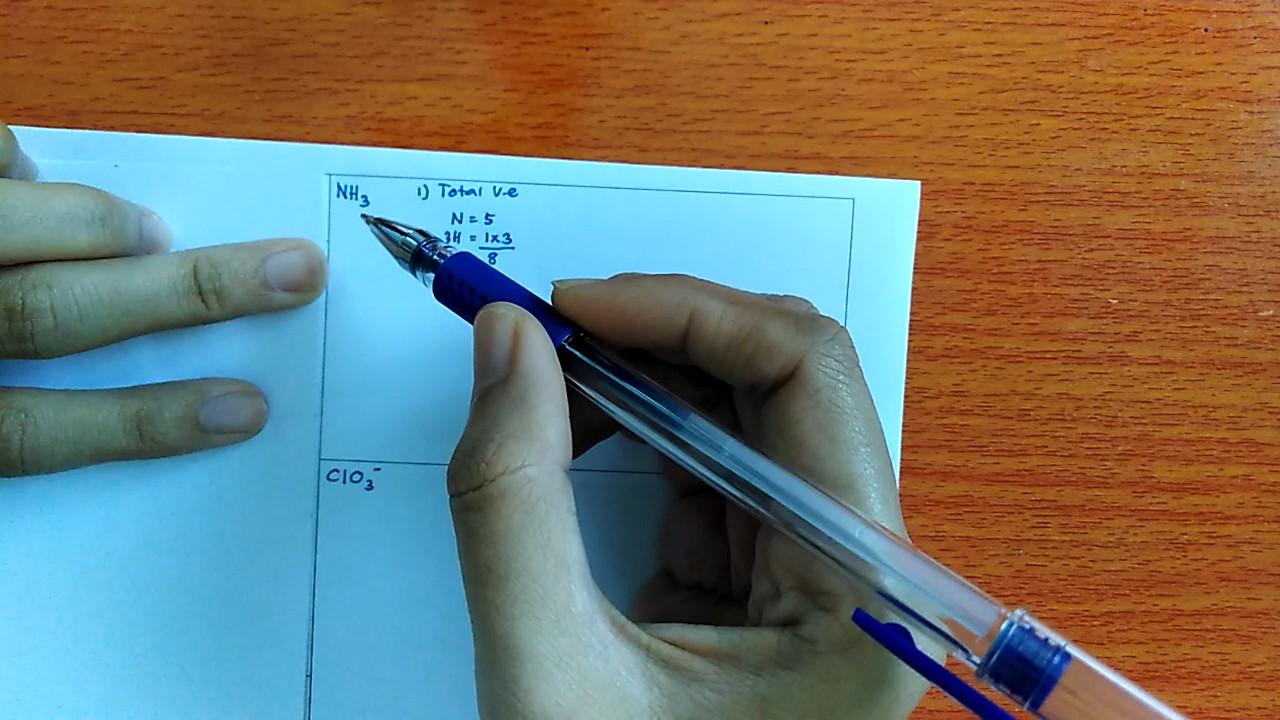 NH3 1) Total v.e
N = 5
3H = 1x3
8
ClO3-